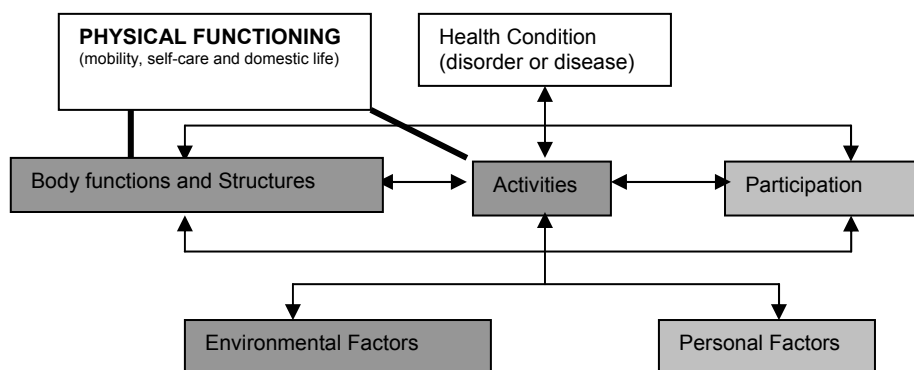 PHYSICAL FUNCTIONING
(mobility, self-care and domestic life)
Health Condition
(disorder or disease)
Body functions and Structures
Activities
Participation
Environmental Factors
Personal Factors